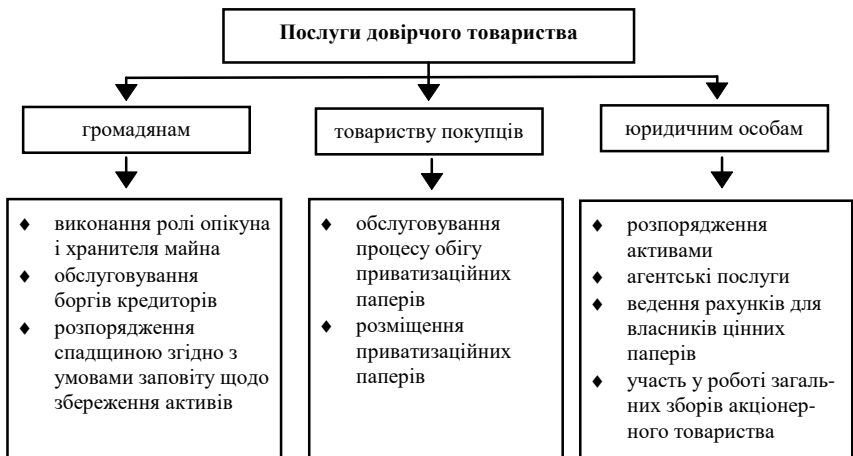 Послуги довірчого товариства
громадянам
товариству покупців
юридичним особам
♦ виконання ролі опікуна
і хранителя майна
♦ обслуговування
боргів кредиторів
♦ розпорядження
спадщиною згідно з
умовами заповіту щодо
збереження активів
♦ обслуговування
процесу обігу
приватизаційних
паперів
♦ розміщення
приватизаційних
паперів
♦ розпорядження
активами
♦ агентські послуги
♦ ведення рахунків для
власників цінних
паперів
♦ участь у роботі загаль-
них зборів акціонер-
ного товариства